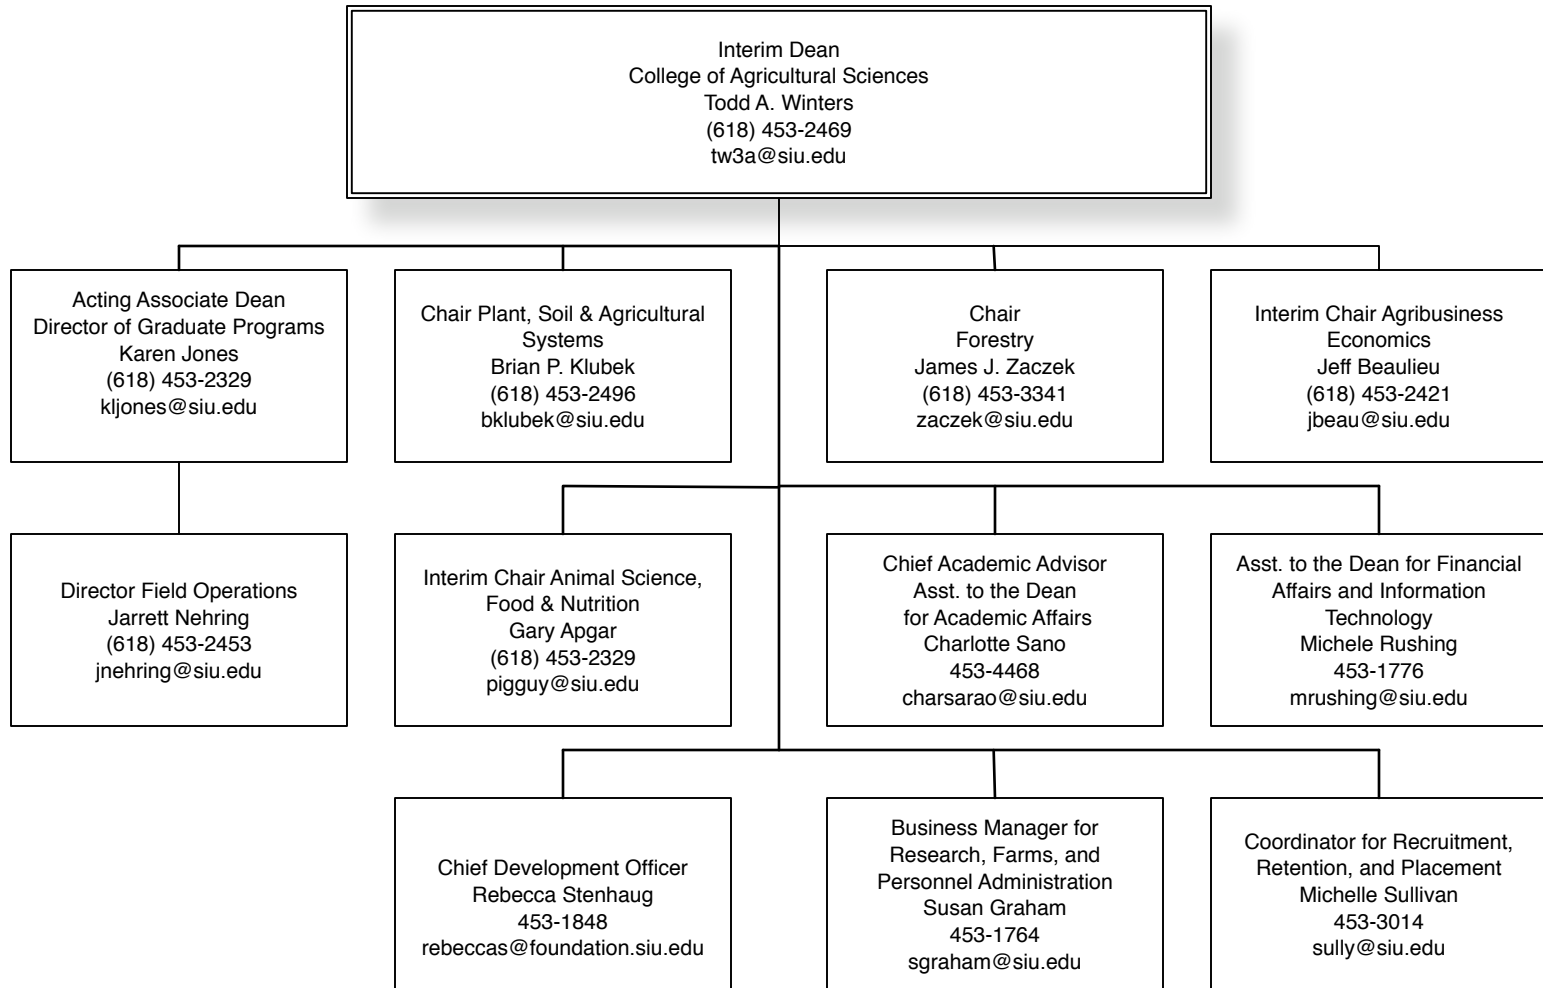 Interim Dean
College of Agricultural Sciences
Todd A. Winters
(618) 453-2469
tw3a@siu.edu
Acting Associate Dean
Director of Graduate Programs
Karen Jones
(618) 453-2329
kljones@siu.edu
Chair Plant, Soil & Agricultural
Systems
Brian P. Klubek
(618) 453-2496
bklubek@siu.edu
Chair
Forestry
James J. Zaczek
(618) 453-3341
zaczek@siu.edu
Interim Chair Agribusiness
Economics
Jeff Beaulieu
(618) 453-2421
jbeau@siu.edu
Director Field Operations
Jarrett Nehring
(618) 453-2453
jnehring@siu.edu
Interim Chair Animal Science,
Food & Nutrition
Gary Apgar
(618) 453-2329
pigguy@siu.edu
Chief Academic Advisor
Asst. to the Dean
for Academic Affairs
Charlotte Sano
453-4468
charsarao@siu.edu
Asst. to the Dean for Financial
Affairs and Information
Technology
Michele Rushing
453-1776
mrushing@siu.edu
Chief Development Officer
Rebecca Stenhaug
453-1848
rebeccas@foundation.siu.edu
Business Manager for
Research, Farms, and
Personnel Administration
Susan Graham
453-1764
sgraham@siu.edu
Coordinator for Recruitment,
Retention, and Placement
Michelle Sullivan
453-3014
sully@siu.edu